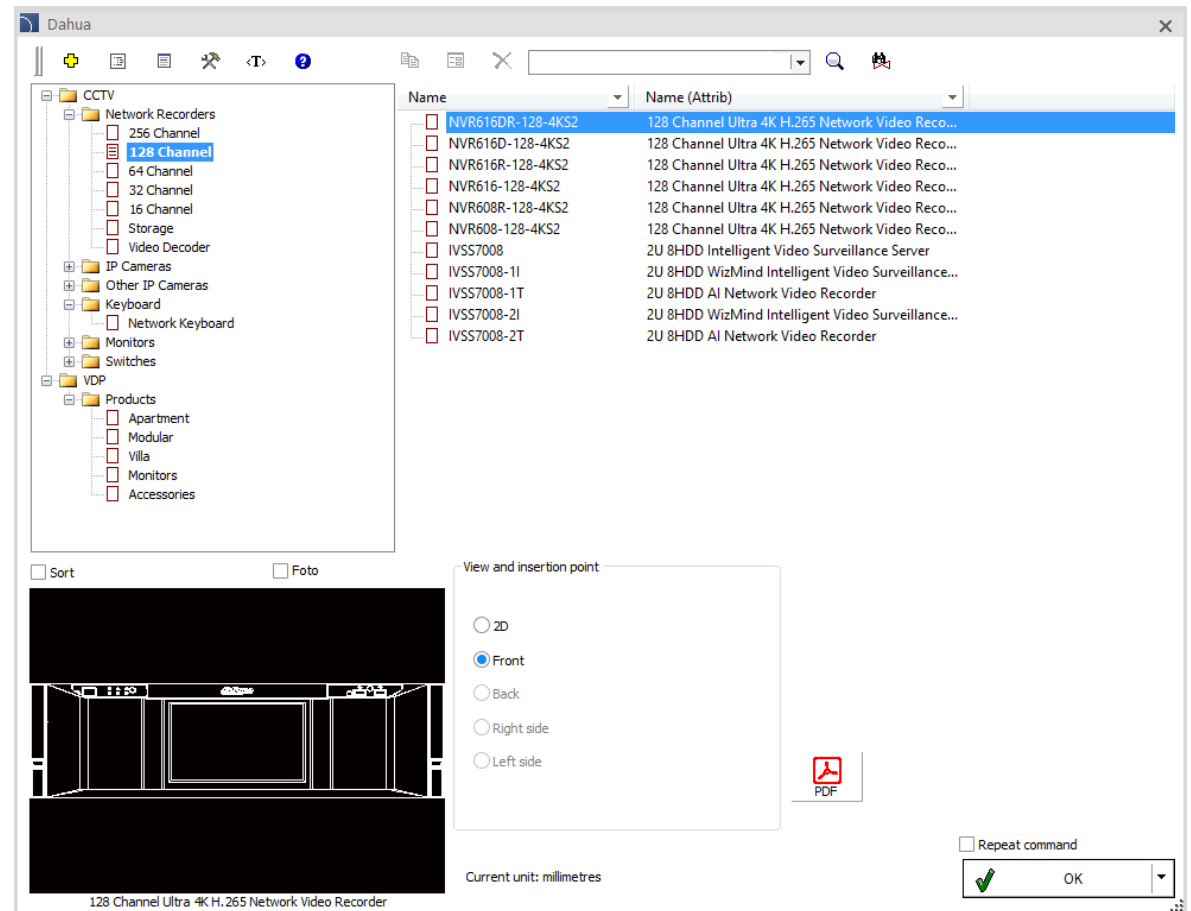 Dahua
<T>
CCTV
Network Recorders
256 Channel
128 Channel
64 Channel
32 Channel
16 Channel
Storage
Video Decoder
IP Cameras
Other IP Cameras
Keyboard
Network Keyboard
Monitors
Switches
VDP
Products
Apartment
Modular
Villa
Monitors
Accessories
Name Name (Attrib)
NVR616DR-128-4KS2 128 Channel Ultra 4K H.265 Network Video Reco...
NVR616D-128-4KS2 128 Channel Ultra 4K H.265 Network Video Reco...
NVR616R-128-4KS2 128 Channel Ultra 4K H.265 Network Video Reco...
NVR616-128-4KS2 128 Channel Ultra 4K H.265 Network Video Reco...
NVR608R-128-4KS2 128 Channel Ultra 4K H.265 Network Video Reco...
NVR608-128-4KS2 128 Channel Ultra 4K H.265 Network Video Reco...
IVSS7008 2U 8HDD Intelligent Video Surveillance Server
IVSS7008-1I 2U 8HDD WizMind Intelligent Video Surveillance...
IVSS7008-1T 2U 8HDD AI Network Video Recorder
IVSS7008-2I 2U 8HDD WizMind Intelligent Video Surveillance...
IVSS7008-2T 2U 8HDD AI Network Video Recorder
Sort Foto
128 Channel Ultra 4K H.265 Network Video Recorder
View and insertion point
2D
Front
Back
Right side
Left side
PDF
Current unit: millimetres
Repeat command
OK